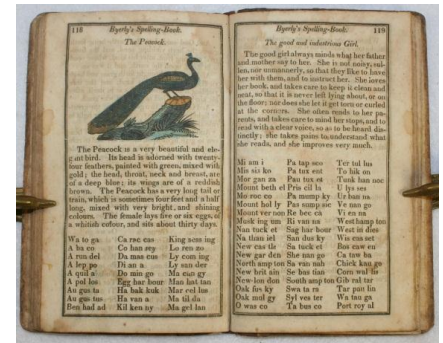 118
Byerly's Spelling-Book.
The Peacock.
The Peacock is a very beautiful and ele-
gant bird. Its head is adorned with twenty-
four feathers, painted with green, mixed with
gold; the head, throat, neck and breast, are
of a deep blue; its wings are of a reddish
brown. The Peacock has a very long tail or
train, which is sometimes four feet and a half
long, mixed with very bright, and shining
colours. The female lays five or six eggs, of
a whitish colour, and sits about thirty days.
Wa ta ga Ca rac cas King sess ing
A ba co Co han sey Lo ren zo
A ron del Da mas cus Ly com ing
A lep po Di an a Ly san der
A quil a Do min go Ma can gy
A pol los Egg har bour Man hat tan
Au gus ta Ha bak kuk Mar cel lus
Au gus tus Ha van a Ma til da
Ben had ad Kil ken ny Ma gel lan
Byerly's Spelling-Book.
119
The good and industrious Girl.
The good girl always minds what her father
and mother say to her. She is not noisy, sul-
len, nor unmannerly, so that they like to have
her with them, and to instruct her. She loves
her book, and takes care to keep it clean and
neat, so that it is never left lying about, or on
the floor; nor does she let it get torn or curled
at the corners. She often reads to her pa-
rents, and takes care to mind her stops, and to
read with a clear voice, so as to be heard dis-
tinctly; she takes pains to understand what
she reads, and she improves very much.
Mi am i Pa tap sco Ter tul lus
Mis sis ko Pa tux ent To bik on
Mor gan za Pau tux et Tusk han noc
Mount beth el Pris cil la U lys ses
Mo roc co Pa munp ky Ur ban na
Mount hol ly Pas sump sic Ve nan go
Mount ver non Re bec ca Vi en na
Musk ing um Ri van na Westhamp ton
Nan tuck et Sag har bour West in dies
Na than iel San dus ky Wis cas set
New cas tle Sa tuck et Bos caw en
New gar den She nan go Ca taw ba
North amp ton Sa van nah Chick kau go
New brit ain Se bas tian Corn wal lis
New-lon don South amp ton Gib ral tar
Oak fus ky Swa ta ra Tar pau lin
Oak mul gy Syl ves ter Wa tau ga
O was co Ta bus co Port roy al